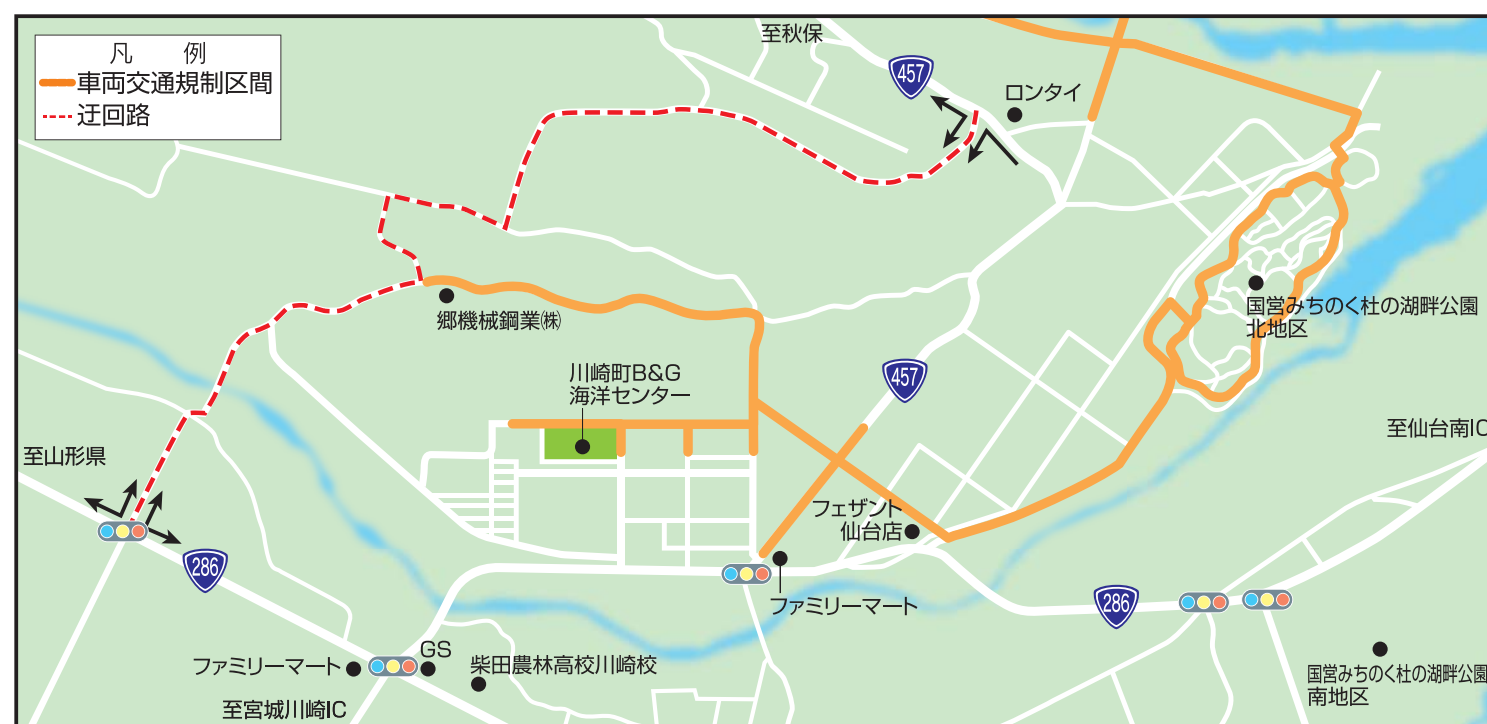 凡 例
車両交通規制区間
迂回路
至秋保
457
ロンタイ
郷機械鋼業㈱
国営みちのく杜の湖畔公園
北地区
川崎町B&G
海洋センター
457
至仙台南IC
至山形県
フェザント
仙台店
286
ファミリーマート
286
GS
ファミリーマート
柴田農林高校川崎校
国営みちのく杜の湖畔公園
南地区
至宮城川崎IC